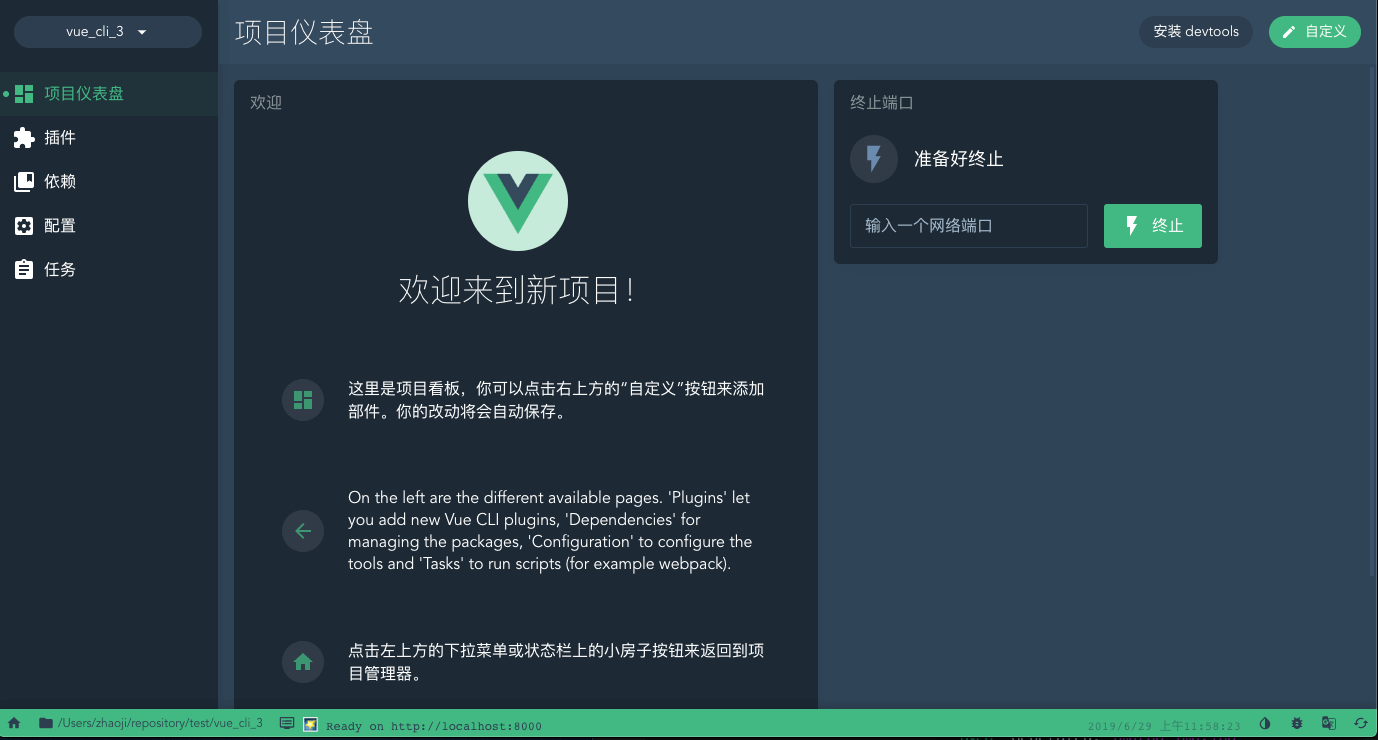 vue_cli_3
项目仪表盘
插件
依赖
配置
任务
项目仪表盘
安装 devtools
自定义
欢迎
欢迎来到新项目！
这里是项目看板，你可以点击右上方的“自定义”按钮来添加
部件。你的改动将会自动保存。
On the left are the different available pages. 'Plugins' let
you add new Vue CLI plugins, 'Dependencies' for
managing the packages, 'Configuration' to configure the
tools and 'Tasks' to run scripts (for example webpack).
点击左上方的下拉菜单或状态栏上的小房子按钮来返回到项
目管理器。
终止端口
准备好终止
输入一个网络端口
终止
/Users/zhaoji/repository/test/vue_cli_3
Ready on http://localhost:8000
2019/6/29 上午11:58:23